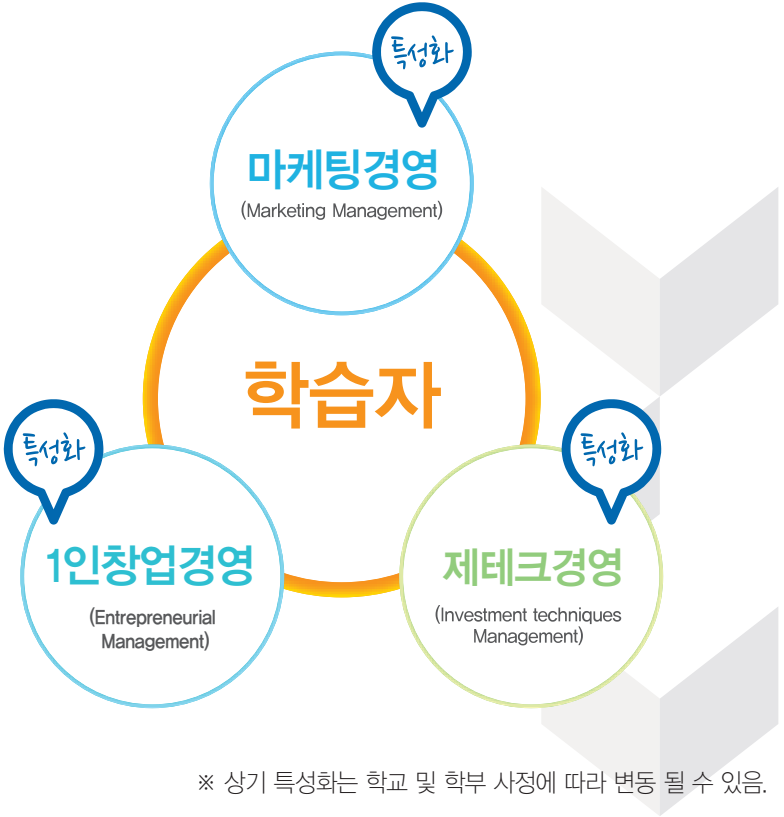 특성화
마케팅경영
(Marketing Management)
학습자
특성화
특성화
1인창업경영
(Entrepreneurial
Management)
제테크경영
(Investment techniques
Management)
※ 상기 특성화는 학교 및 학부 사정에 따라 변동 될 수 있음.